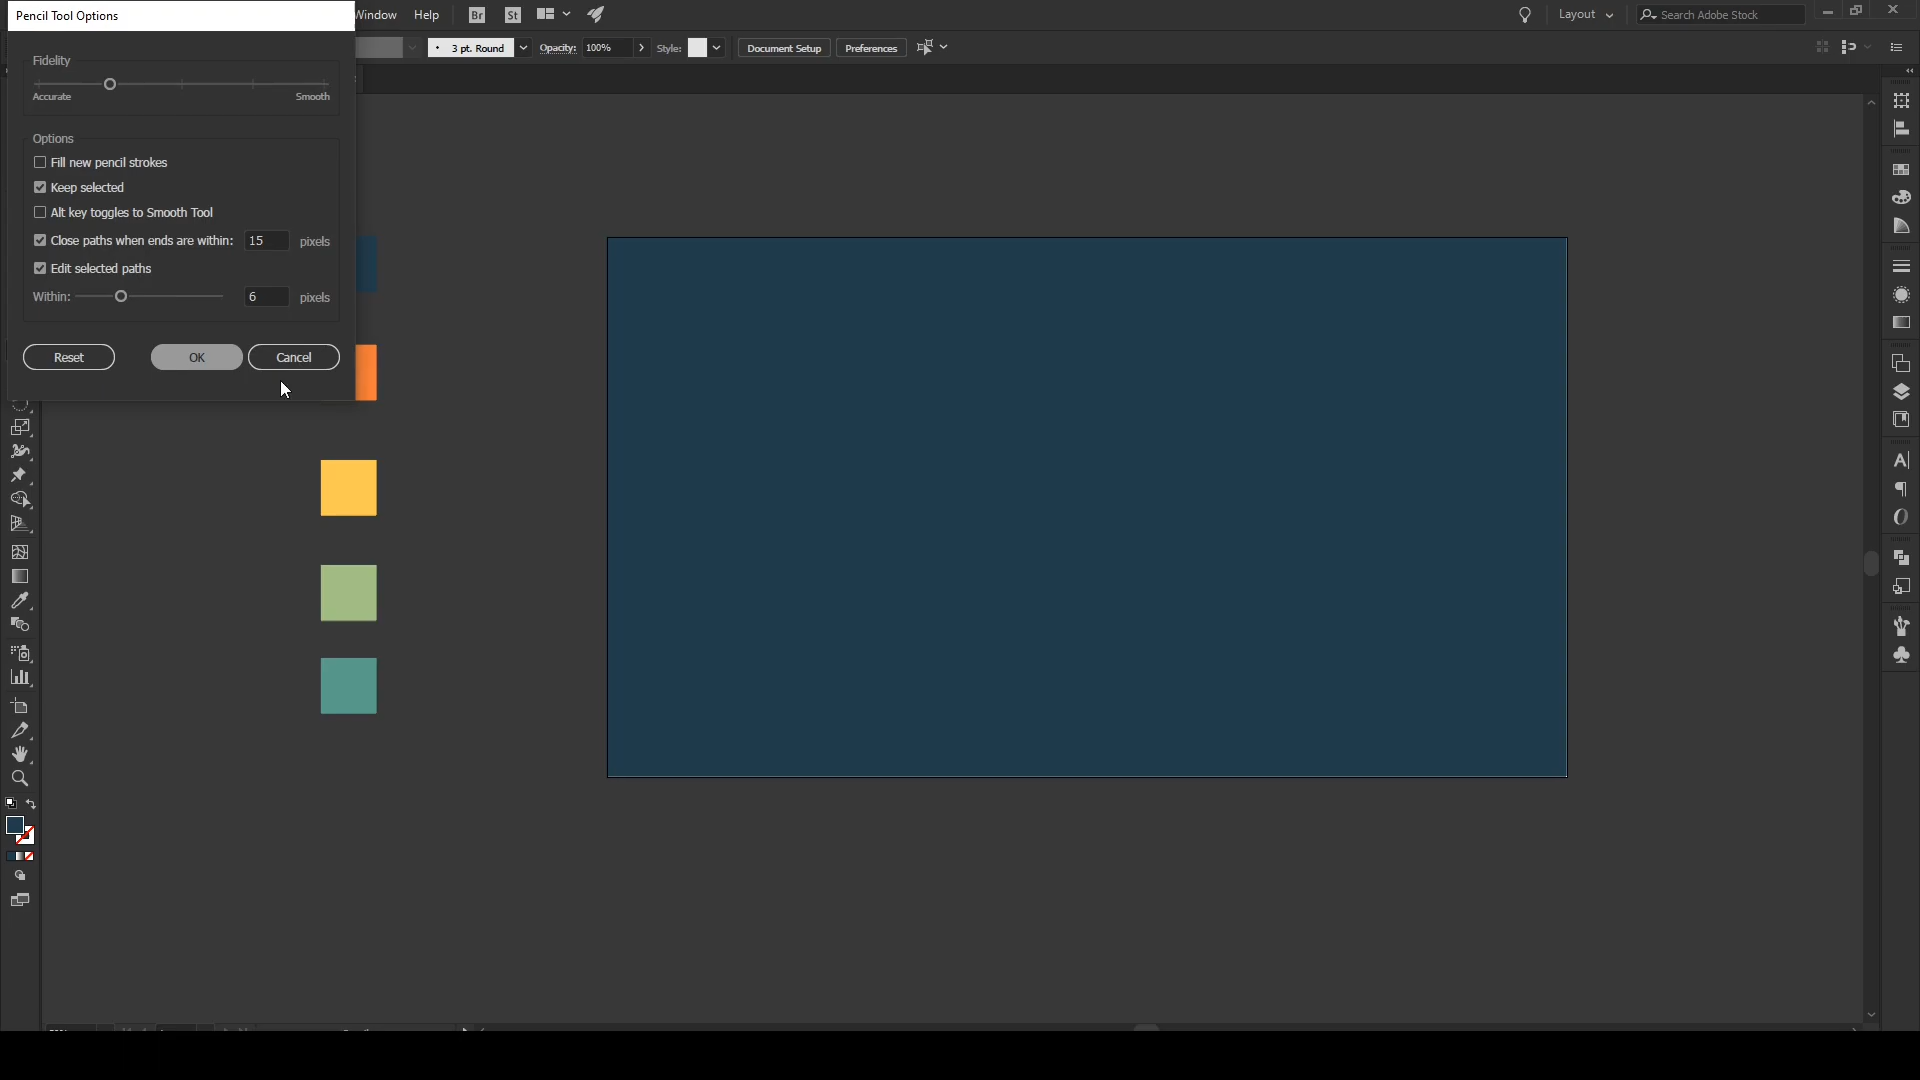 Pencil Tool Options
Window Help Br St Layout Search Adobe Stock
3 pt. Round Opacity: 100% Style: Document Setup Preferences
Fidelity
Accurate Smooth
Options
Fill new pencil strokes
Keep selected
Alt key toggles to Smooth Tool
Close paths when ends are within: 15 pixels
Edit selected paths
Within: 6 pixels
Reset OK Cancel